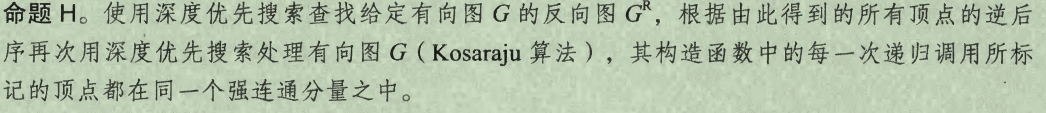 命题 H。使用深度优先搜索查找给定有向图 G 的反向图 Gᴿ，根据由此得到的所有顶点的逆后
序再次用深度优先搜索处理有向图 G（Kosaraju 算法），其构造函数中的每一次递归调用所标
记的顶点都在同一个强连通分量之中。